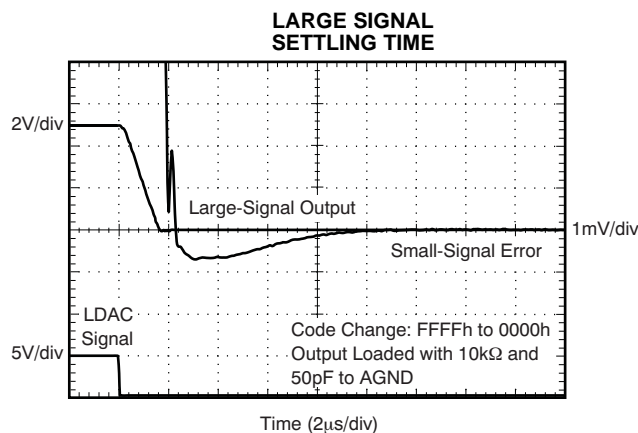 LARGE SIGNAL
SETTLING TIME
2V/div
Large-Signal Output
1mV/div
Small-Signal Error
LDAC
Signal
5V/div
Code Change: FFFFh to 0000h
Output Loaded with 10kΩ and
50pF to AGND
Time (2µs/div)